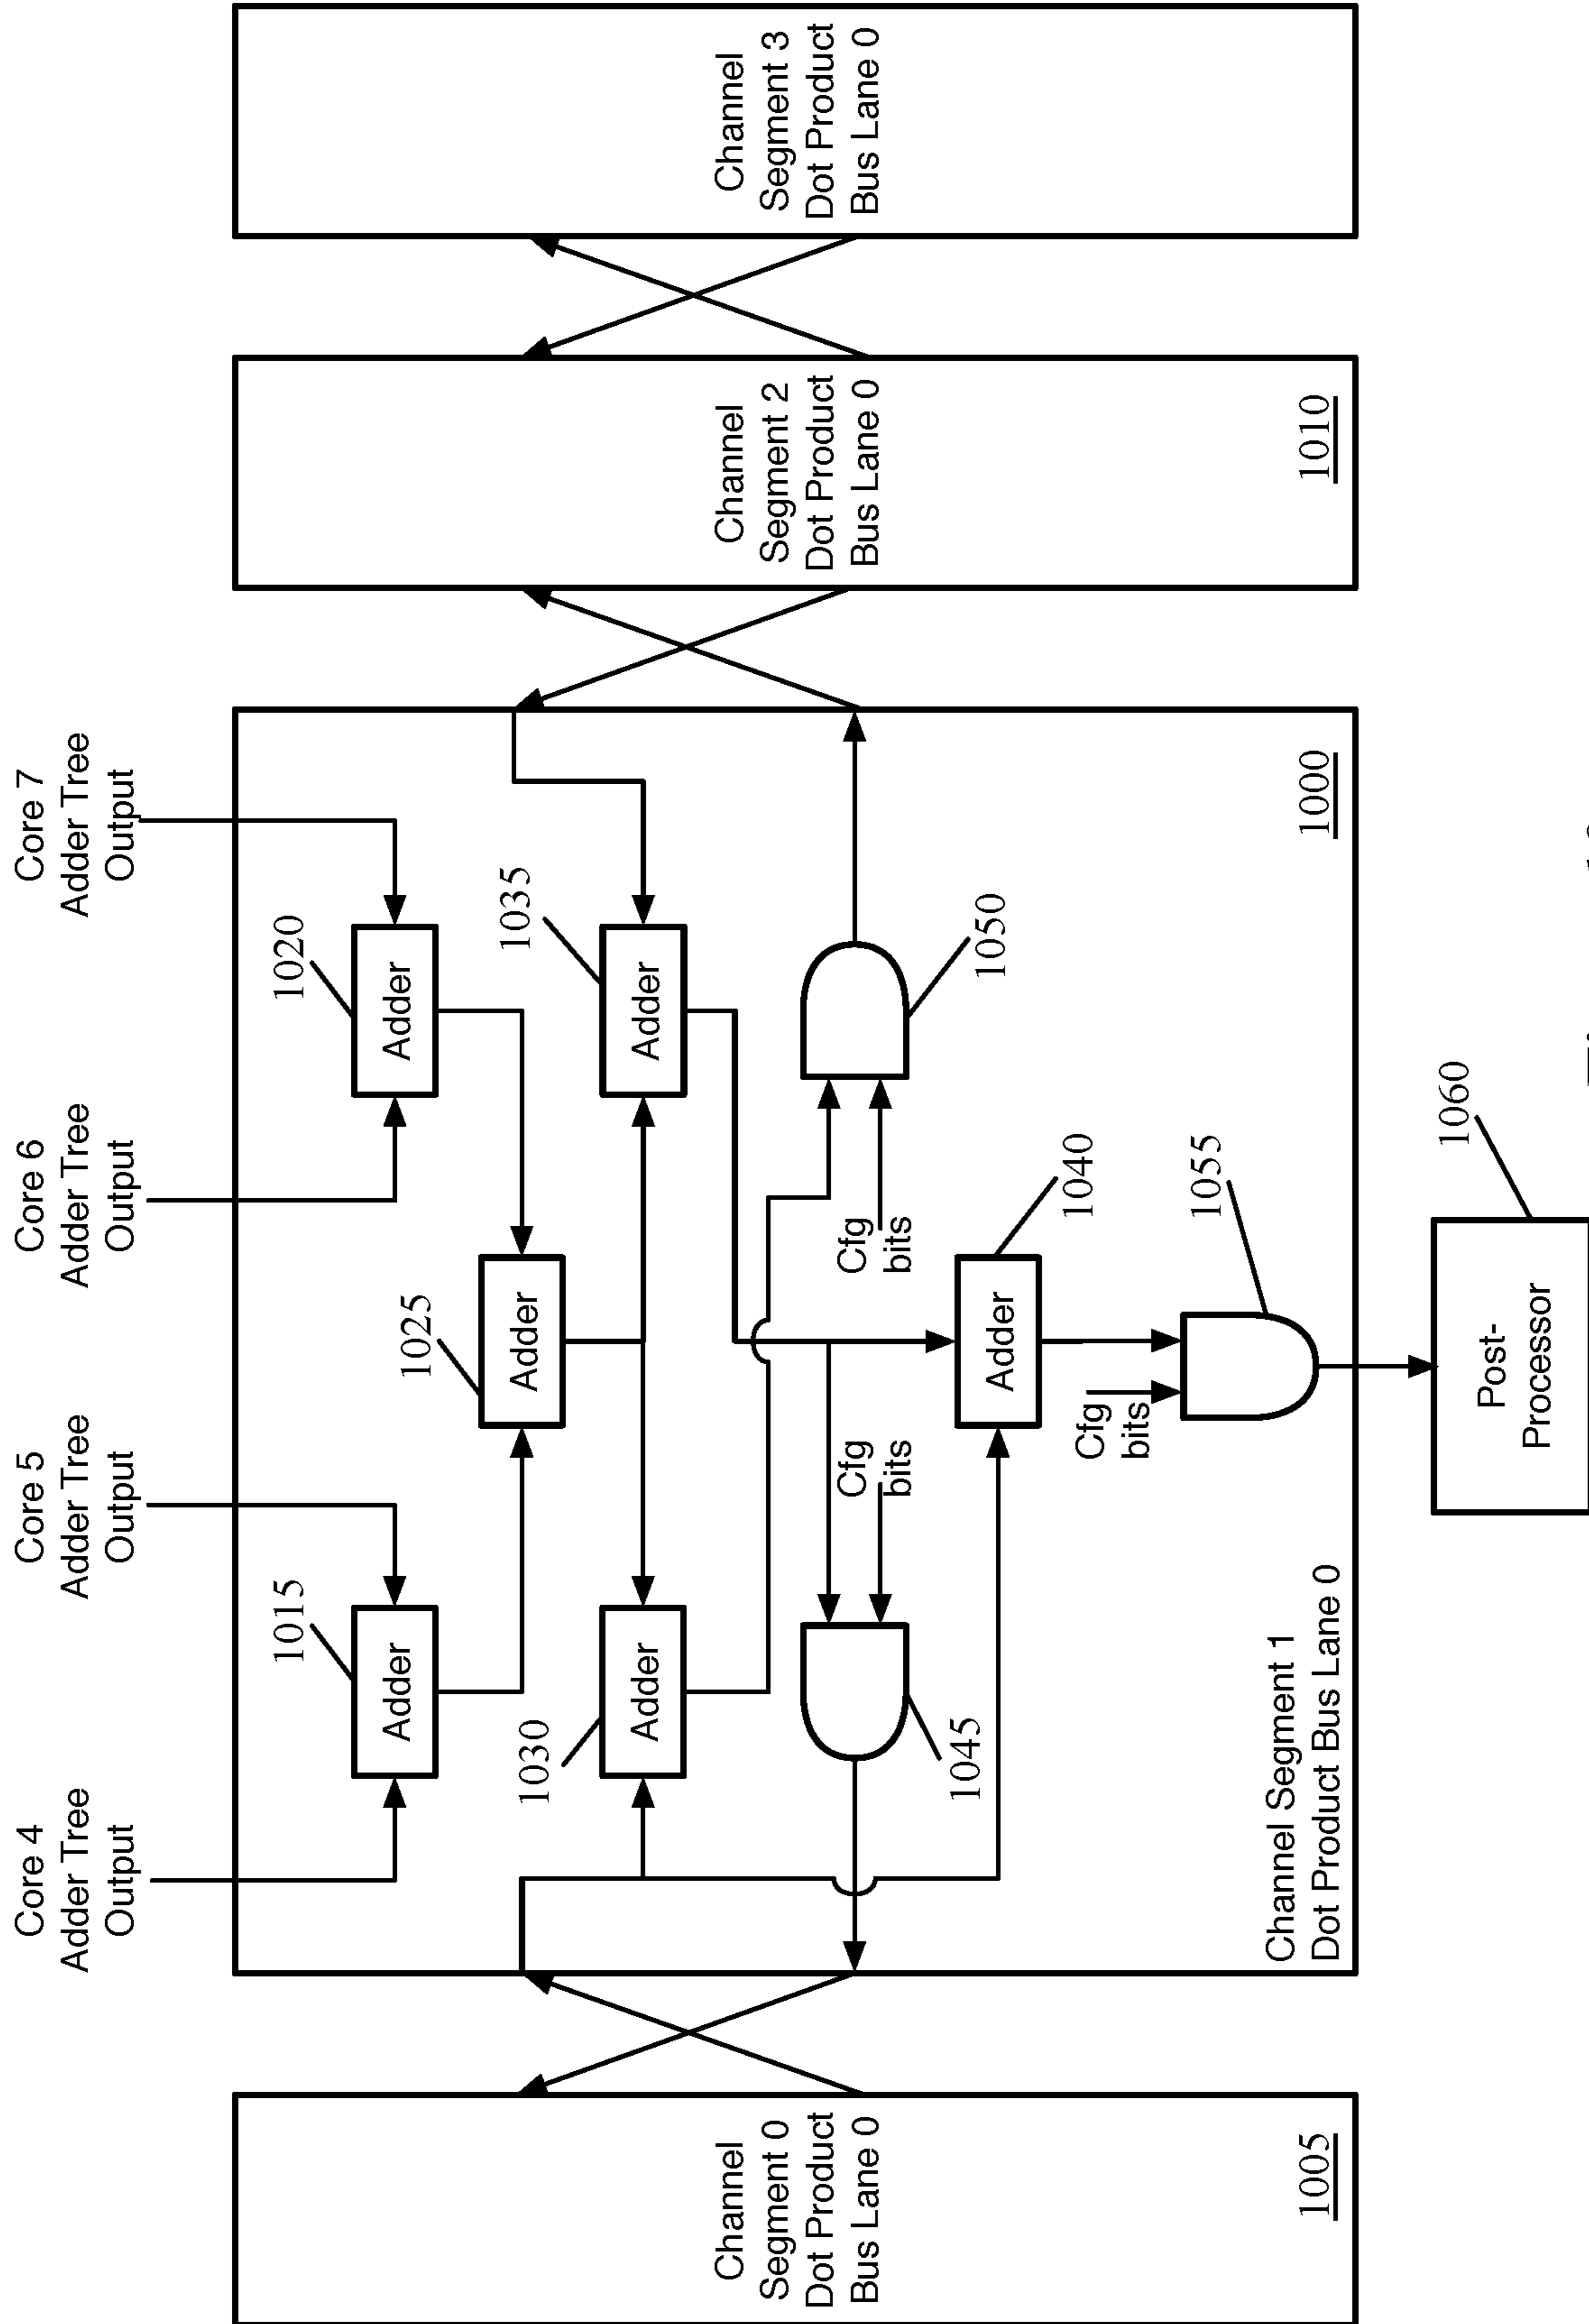 Core 4
Adder Tree
Output
Core 5
Adder Tree
Output
Core 6
Adder Tree
Output
Core 7
Adder Tree
Output
Channel
Segment 0
Dot Product
Bus Lane 0
1005
1015
Adder
1020
Adder
1025
Adder
1030
Adder
1035
Adder
1045
Cfg
bits
Cfg
bits
1050
1040
Adder
Cfg
bits
1055
Channel Segment 1
Dot Product Bus Lane 0
1000
Post-
Processor
1060
Channel
Segment 2
Dot Product
Bus Lane 0
1010
Channel
Segment 3
Dot Product
Bus Lane 0